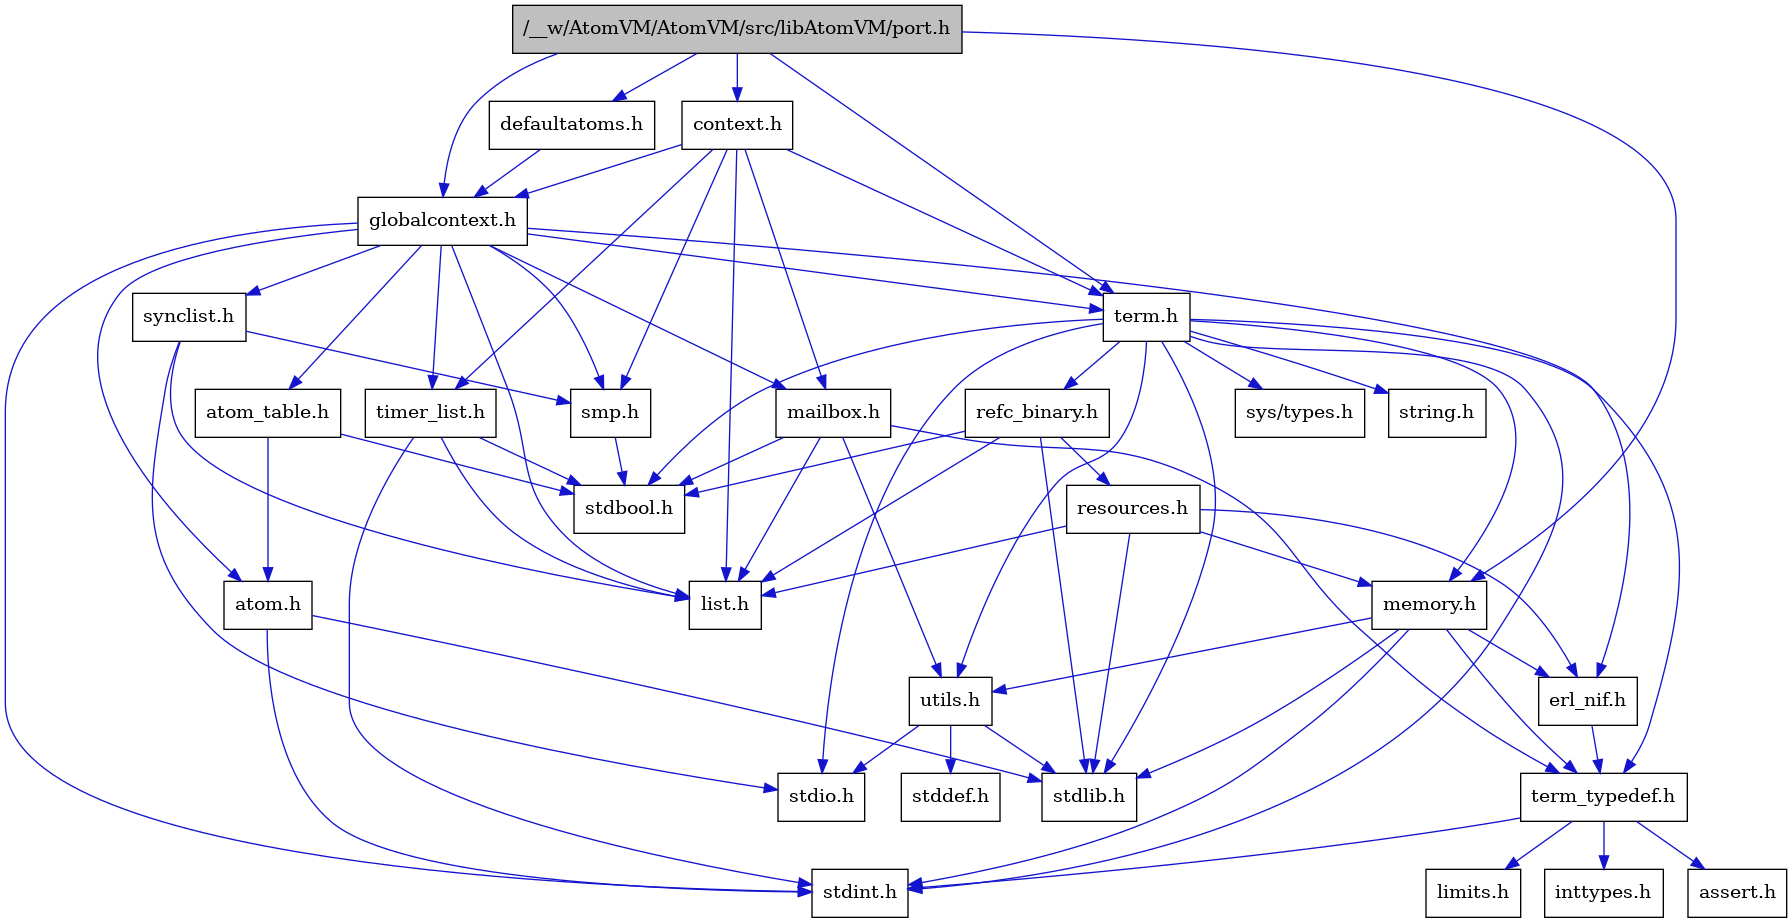 /__w/AtomVM/AtomVM/src/libAtomVM/port.h
defaultatoms.h
context.h
globalcontext.h
synclist.h
term.h
atom_table.h
timer_list.h
smp.h
mailbox.h
refc_binary.h
sys/types.h
string.h
stdbool.h
resources.h
atom.h
list.h
memory.h
utils.h
erl_nif.h
stdio.h
stddef.h
stdlib.h
term_typedef.h
stdint.h
limits.h
inttypes.h
assert.h